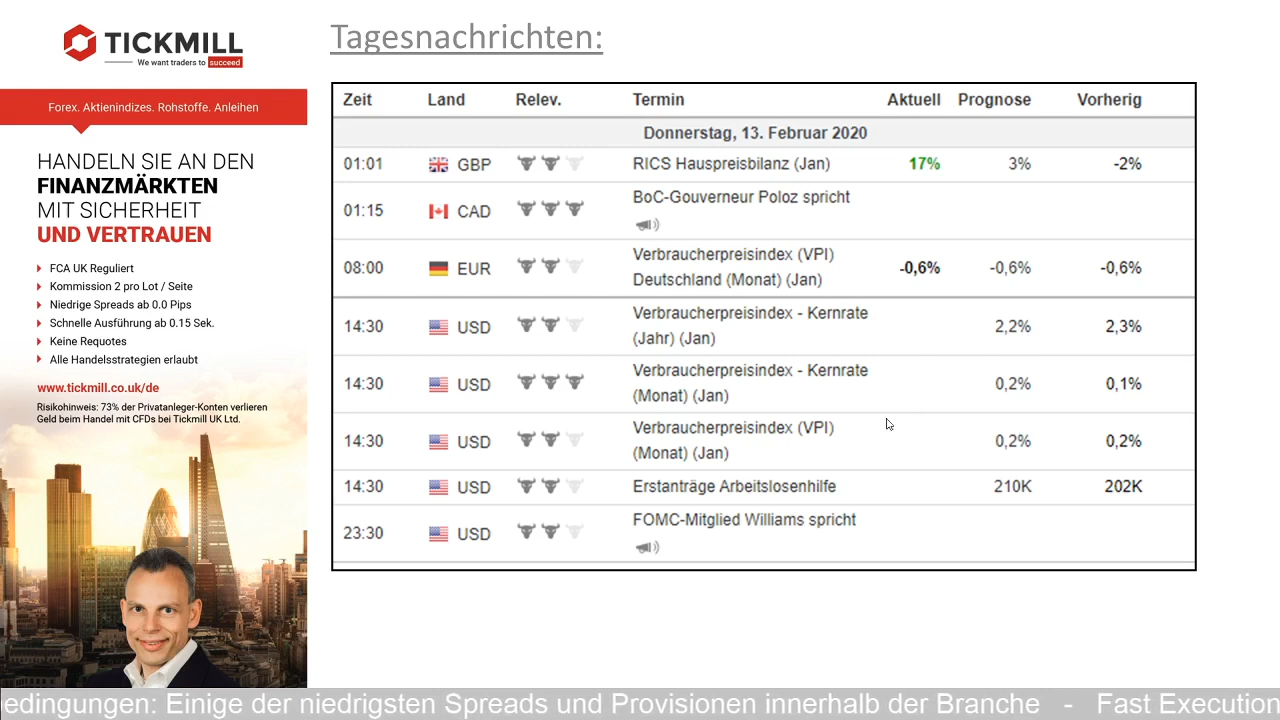 TICKMILL
We want traders to succeed
Forex. Aktienindizes. Rohstoffe. Anleihen
HANDELN SIE AN DEN
FINANZMÄRKTEN
MIT SICHERHEIT
UND VERTRAUEN
FCA UK Reguliert
Kommission 2 pro Lot / Seite
Niedrige Spreads ab 0.0 Pips
Schnelle Ausführung ab 0.15 Sek.
Keine Requotes
Alle Handelsstrategien erlaubt
www.tickmill.co.uk/de
Risikohinweis: 73% der Privatanleger-Konten verlieren
Geld beim Handel mit CFDs bei Tickmill UK Ltd.
Tagesnachrichten:
Zeit Land Relev. Termin Aktuell Prognose Vorherig
Donnerstag, 13. Februar 2020
01:01 GBP RICS Hauspreisbilanz (Jan) 17% 3% -2%
01:15 CAD BoC-Gouverneur Poloz spricht
08:00 EUR Verbraucherpreisindex (VPI) -0,6% -0,6% -0,6%
Deutschland (Monat) (Jan)
14:30 USD Verbraucherpreisindex - Kernrate 2,2% 2,3%
(Jahr) (Jan)
14:30 USD Verbraucherpreisindex - Kernrate 0,2% 0,1%
(Monat) (Jan)
14:30 USD Verbraucherpreisindex (VPI) 0,2% 0,2%
(Monat) (Jan)
14:30 USD Erstanträge Arbeitslosenhilfe 210K 202K
23:30 USD FOMC-Mitglied Williams spricht
edingungen: Einige der niedrigsten Spreads und Provisionen innerhalb der Branche - Fast Execution